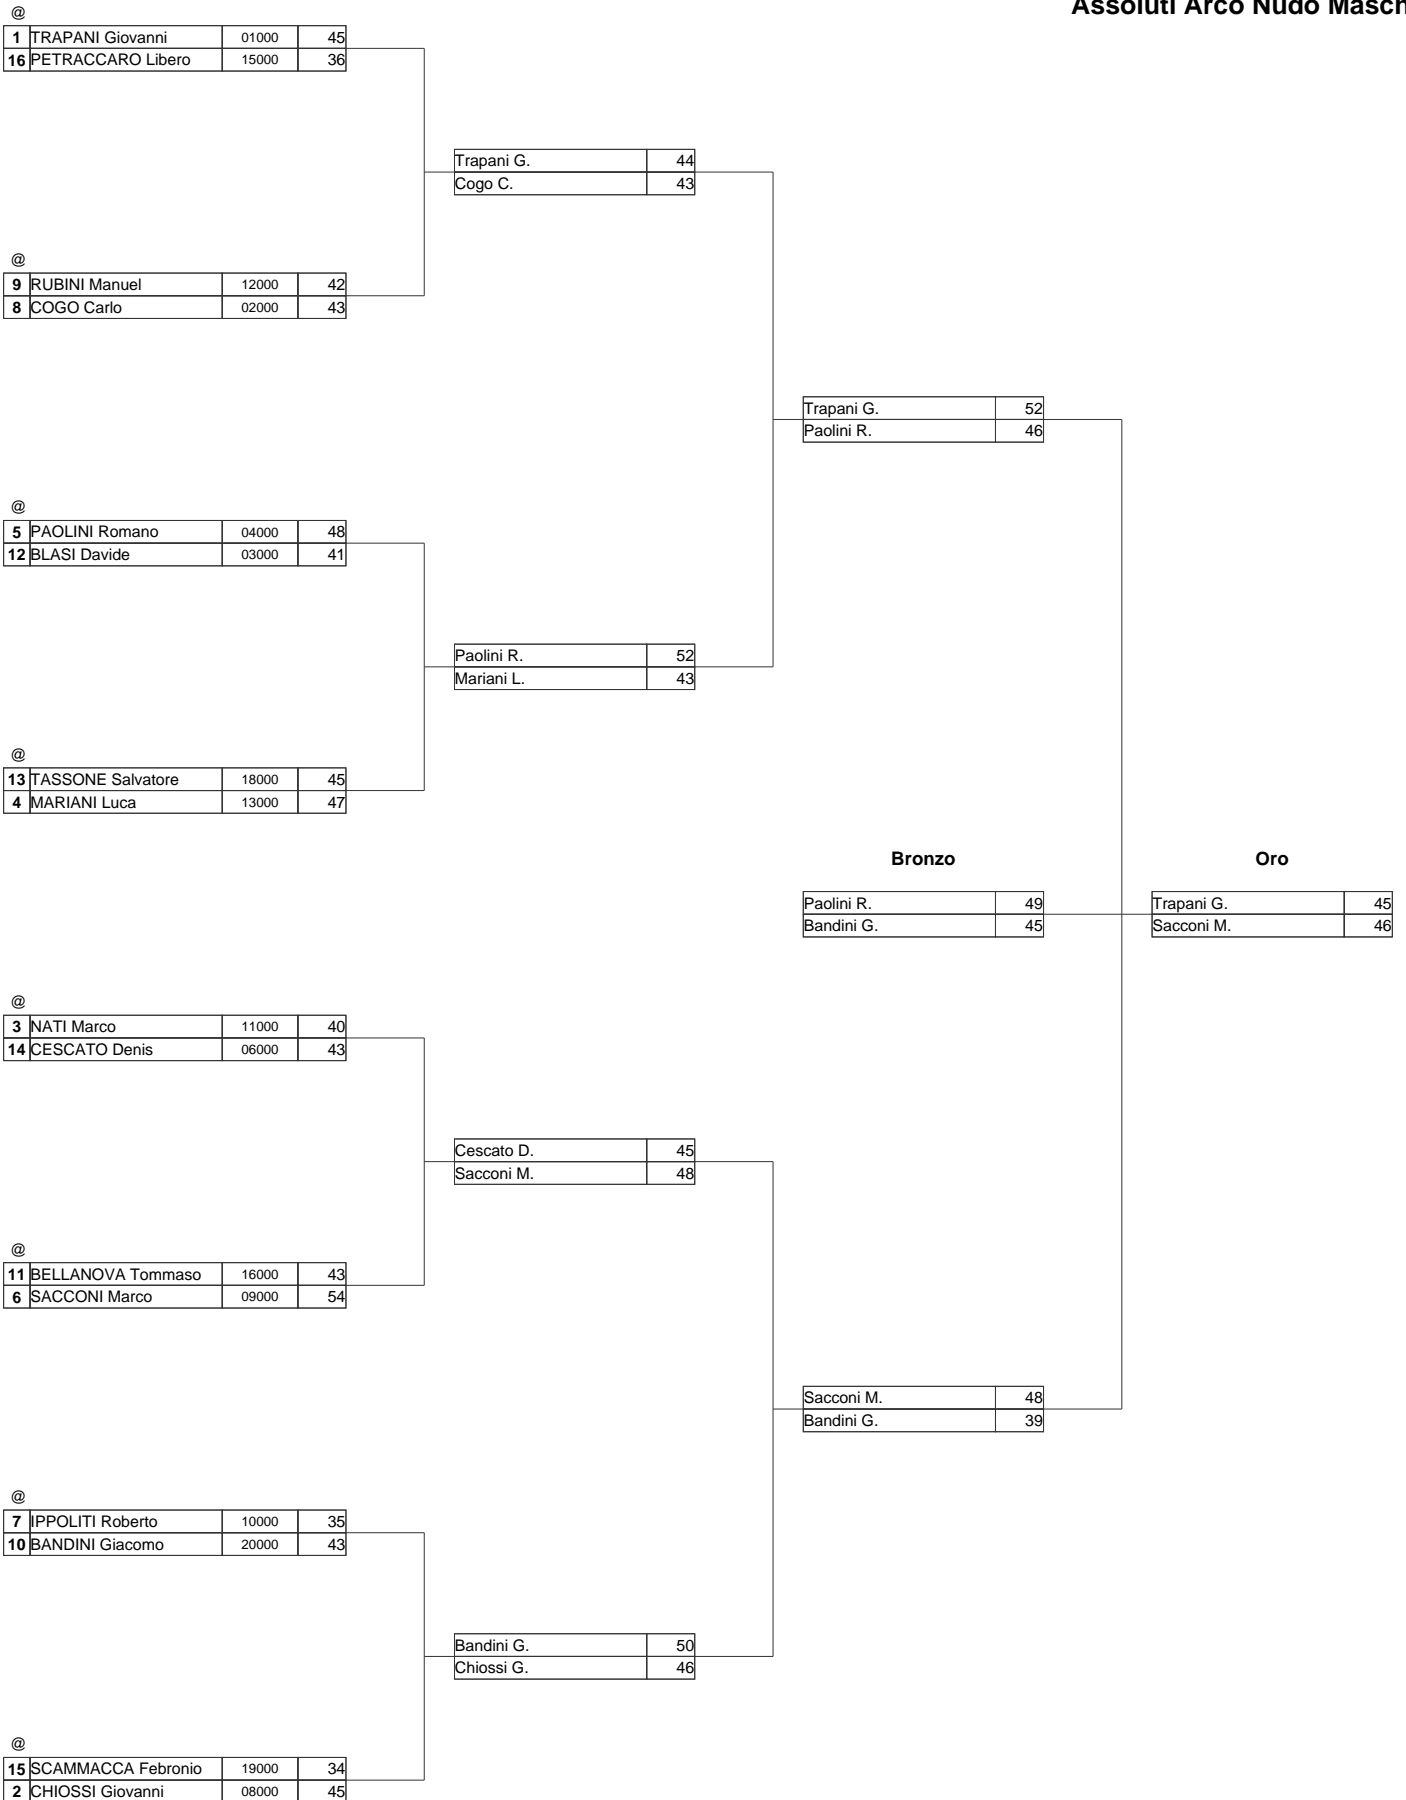 Assoluti Arco Nudo Masch
@
1 TRAPANI Giovanni 01000 45
16 PETRACCARO Libero 15000 36
Trapani G. 44
Cogo C. 43
@
9 RUBINI Manuel 12000 42
8 COGO Carlo 02000 43
Trapani G. 52
Paolini R. 46
@
5 PAOLINI Romano 04000 48
12 BLASI Davide 03000 41
Paolini R. 52
Mariani L. 43
@
13 TASSONE Salvatore 18000 45
4 MARIANI Luca 13000 47
Bronzo Oro
Paolini R. 49 Trapani G. 45
Bandini G. 45 Sacconi M. 46
@
3 NATI Marco 11000 40
14 CESCATO Denis 06000 43
Cescato D. 45
Sacconi M. 48
@
11 BELLANOVA Tommaso 16000 43
6 SACCONI Marco 09000 54
Sacconi M. 48
Bandini G. 39
@
7 IPPOLITI Roberto 10000 35
10 BANDINI Giacomo 20000 43
Bandini G. 50
Chiossi G. 46
@
15 SCAMMACCA Febronio 19000 34
2 CHIOSSI Giovanni 08000 45